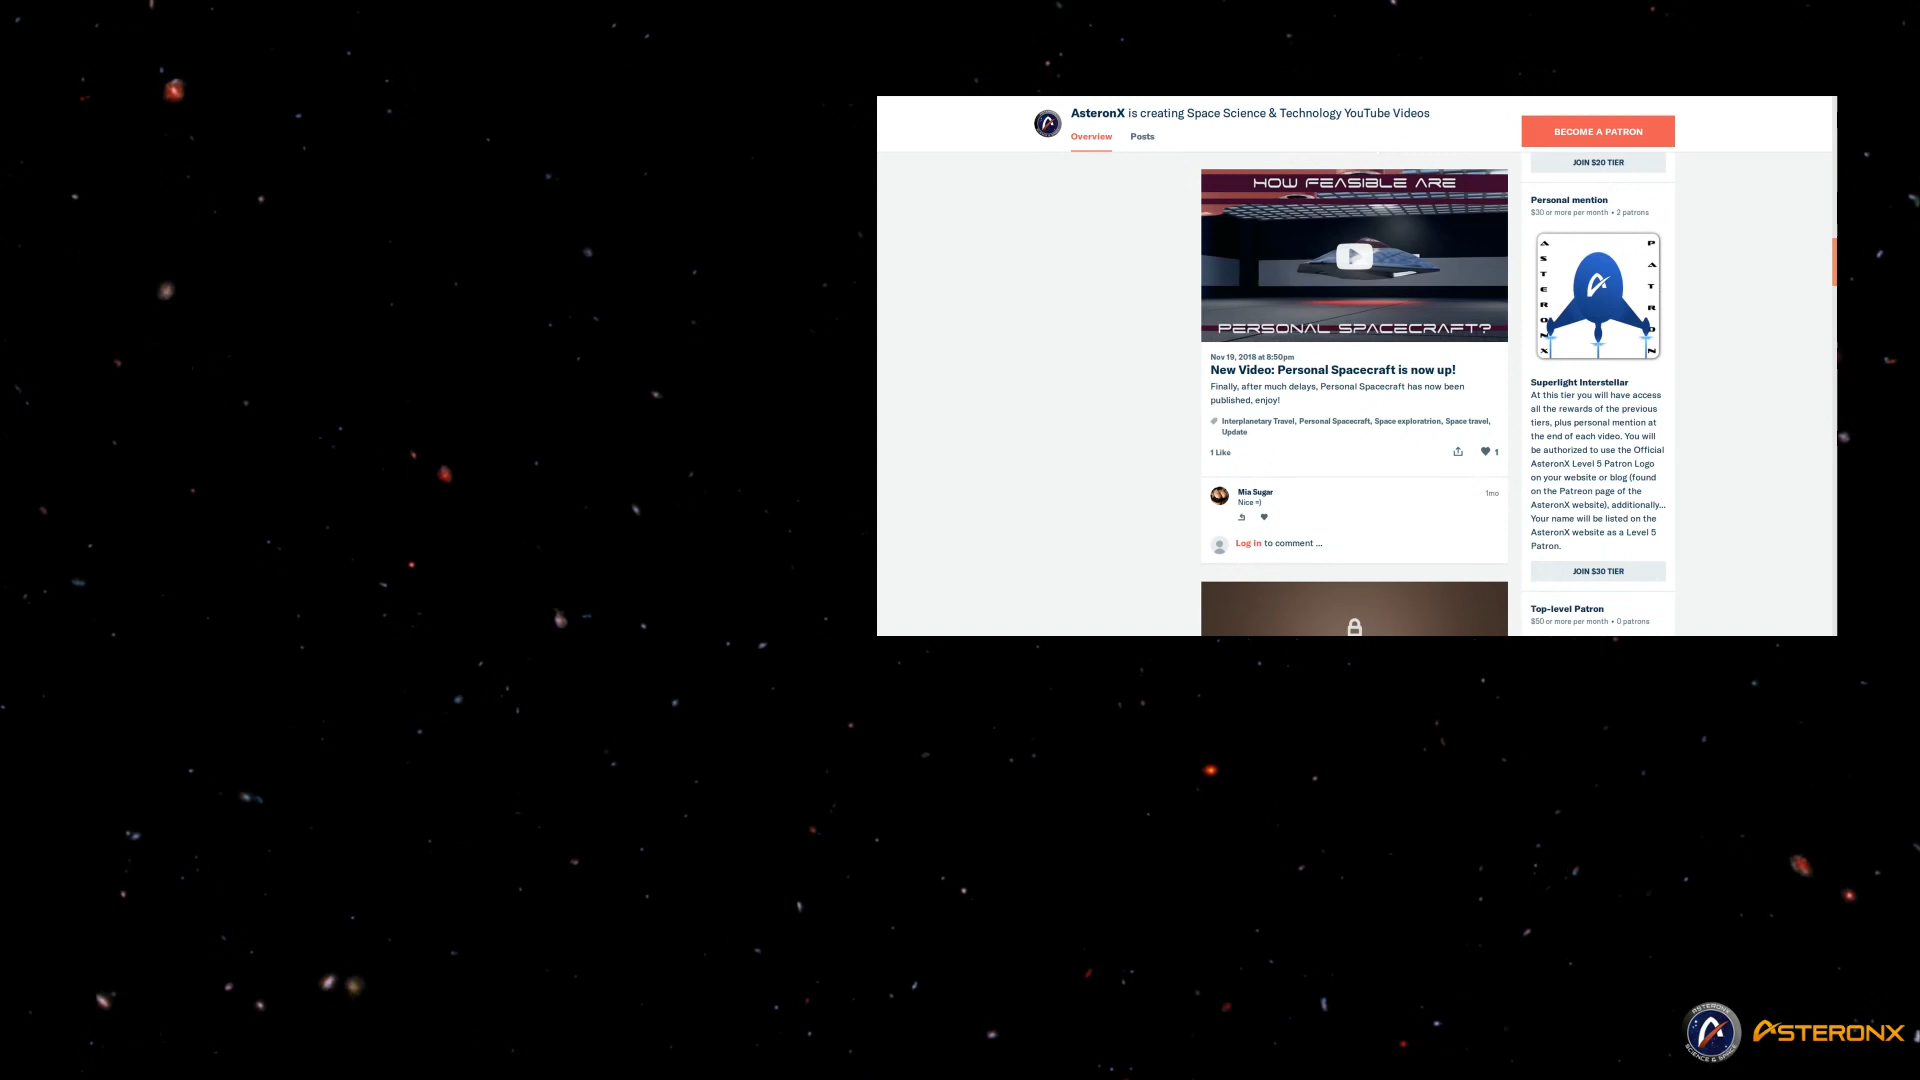 AsteronX is creating Space Science & Technology YouTube Videos
Overview
Posts
BECOME A PATRON
HOW FEASIBLE ARE
PERSONAL SPACECRAFT?
Nov 19, 2018 at 8:50pm
New Video: Personal Spacecraft is now up!
Finally, after much delays, Personal Spacecraft has now been
published, enjoy!
Interplanetary Travel, Personal Spacecraft, Space exploratrion, Space travel,
Update
1 Like
1
Mia Sugar
1mo
Nice =)
Log in to comment ...
JOIN $20 TIER
Personal mention
$30 or more per month • 2 patrons
ASTERONX
PATRON
Superlight Interstellar
At this tier you will have access
all the rewards of the previous
tiers, plus personal mention at
the end of each video. You will
be authorized to use the Official
AsteronX Level 5 Patron Logo
on your website or blog (found
on the Patreon page of the
AsteronX website), additionally...
Your name will be listed on the
AsteronX website as a Level 5
Patron.
JOIN $30 TIER
Top-level Patron
$50 or more per month • 0 patrons
ASTERONX
SCIENCE & SPACE
ASTERONX